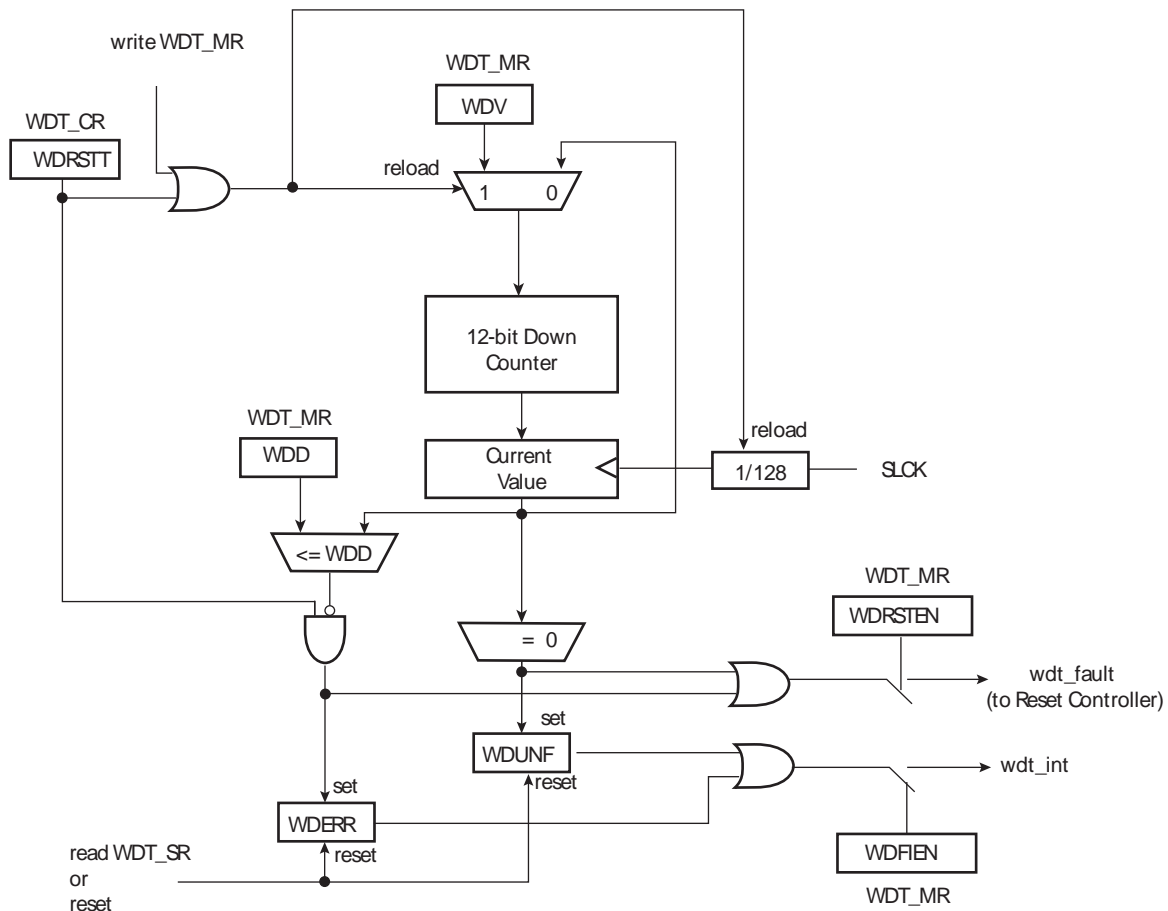 write WDT_MR
WDT_MR
WDV
WDT_CR
WDRSTT
reload
1 0
12-bit Down
Counter
WDT_MR
WDD
reload
Current
Value
1/128
SLCK
<= WDD
WDT_MR
WDRSTEN
= 0
wdt_fault
(to Reset Controller)
set
WDUNF
reset
wdt_int
set
WDERR
reset
WDFIEN
WDT_MR
read WDT_SR
or
reset